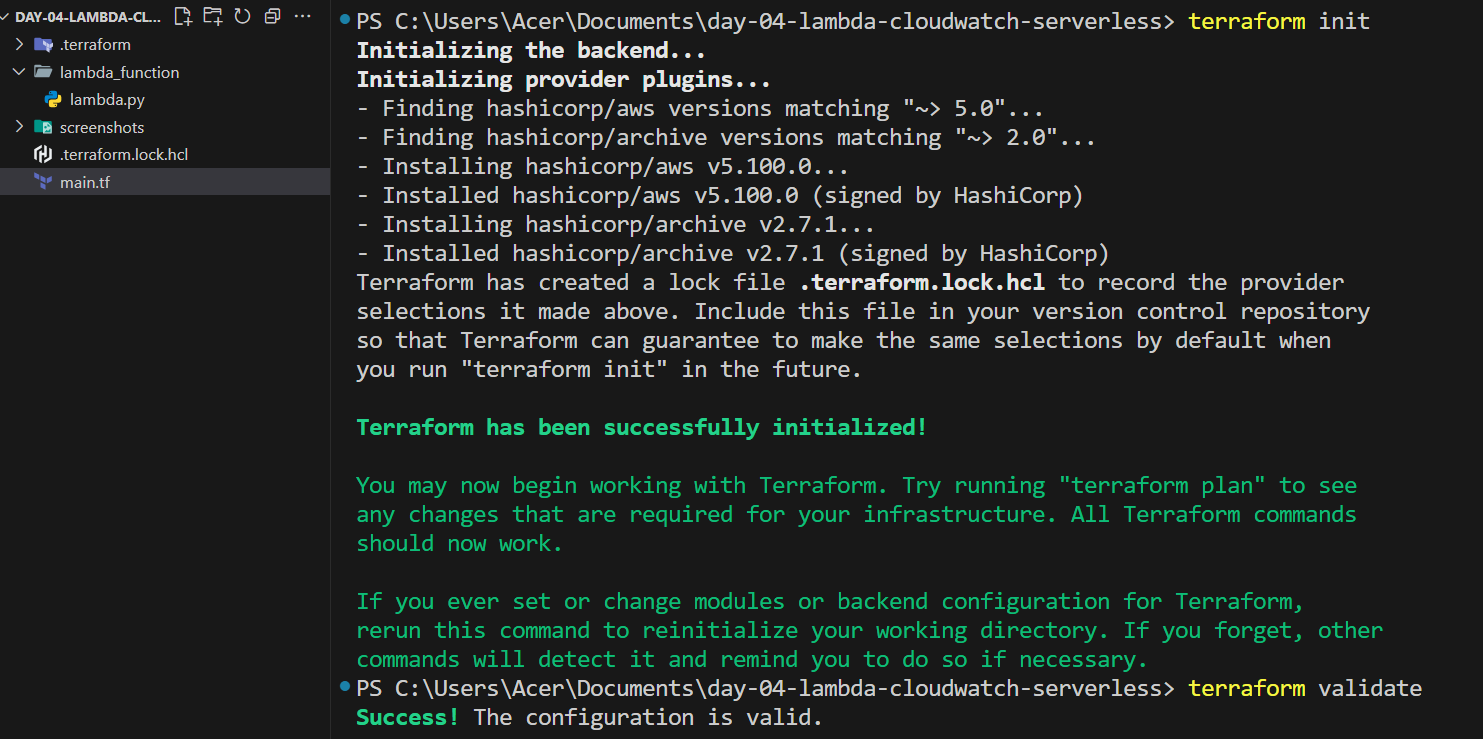 DAY-04-LAMBDA-CL...
.terraform
lambda_function
lambda.py
screenshots
.terraform.lock.hcl
main.tf
PS C:\Users\Acer\Documents\day-04-lambda-cloudwatch-serverless> terraform init
Initializing the backend...
Initializing provider plugins...
- Finding hashicorp/aws versions matching "~> 5.0"...
- Finding hashicorp/archive versions matching "~> 2.0"...
- Installing hashicorp/aws v5.100.0...
- Installed hashicorp/aws v5.100.0 (signed by HashiCorp)
- Installing hashicorp/archive v2.7.1...
- Installed hashicorp/archive v2.7.1 (signed by HashiCorp)
Terraform has created a lock file .terraform.lock.hcl to record the provider
selections it made above. Include this file in your version control repository
so that Terraform can guarantee to make the same selections by default when
you run "terraform init" in the future.
Terraform has been successfully initialized!
You may now begin working with Terraform. Try running "terraform plan" to see
any changes that are required for your infrastructure. All Terraform commands
should now work.
If you ever set or change modules or backend configuration for Terraform,
rerun this command to reinitialize your working directory. If you forget, other
commands will detect it and remind you to do so if necessary.
PS C:\Users\Acer\Documents\day-04-lambda-cloudwatch-serverless> terraform validate
Success! The configuration is valid.